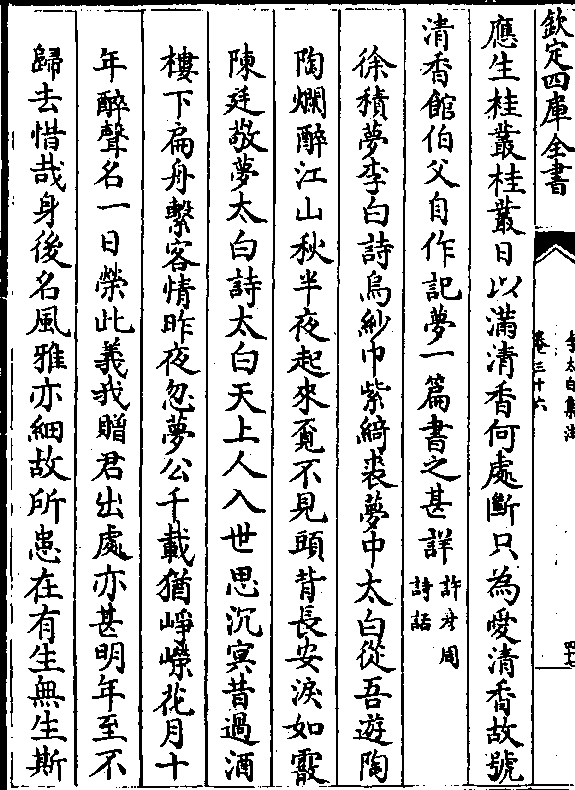 欽定四庫全書
李太白集注
卷三十六
四七
應生桂叢桂叢日以滿清香何處斷只為愛清香故號
清香館伯父自作記夢一篇書之甚詳許彦周詩話
徐積夢李白詩烏紗巾紫綺裘夢中太白從吾遊陶
陶爛醉江山秋半夜起來覔不見頭背長安淚如霰
陳廷敬夢太白詩太白天上人入世思沉冥昔過酒
樓下扁舟繫客情昨夜忽夢公千載猶崢嶸花月十
年醉聲名一日榮此義我贈君出處亦甚明年至不
歸去惜哉身後名風雅亦細故所患在有生無生斯